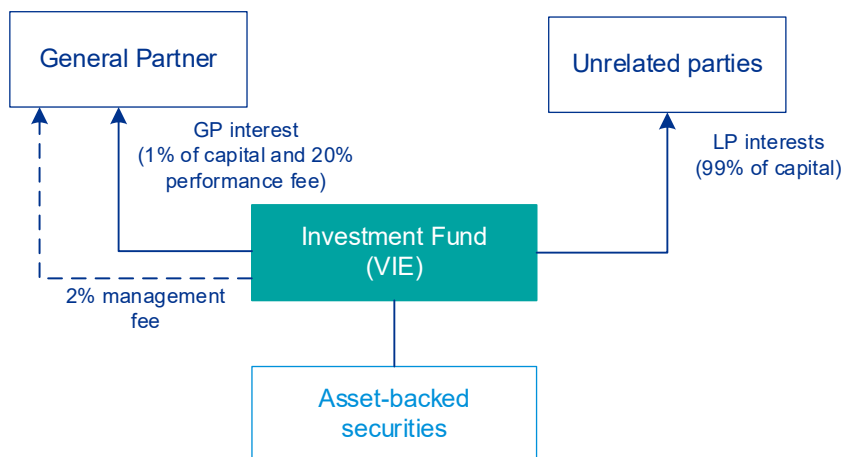 General Partner
Unrelated parties
GP interest
(1% of capital and 20%
performance fee)
LP interests
(99% of capital)
Investment Fund
(VIE)
2% management
fee
Asset-backed
securities